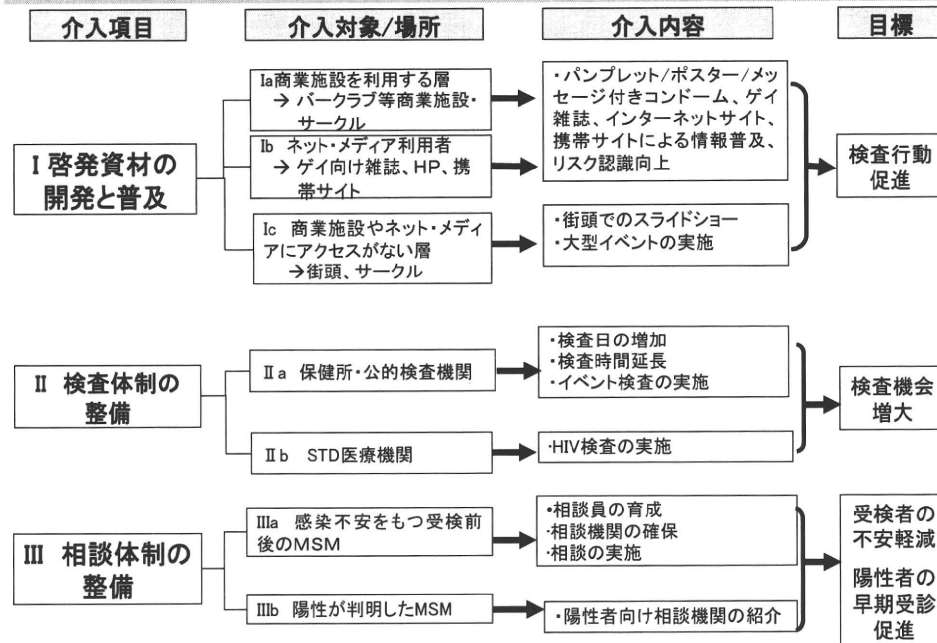 介入項目
介入対象/場所
介入内容
目標
Ⅰ 啓発資材の
開発と普及
Ⅰa商業施設を利用する層
→ バークラブ等商業施設・
サークル
Ⅰb ネット・メディア利用者
→ ゲイ向け雑誌、HP、携
帯サイト
Ⅰc 商業施設やネット・メディ
アにアクセスがない層
→街頭、サークル
・パンプレット/ポスター/メッ
セージ付きコンドーム、ゲイ
雑誌、インターネットサイト、
携帯サイトによる情報普及、
リスク認識向上
・街頭でのスライドショー
・大型イベントの実施
検査行動
促進
Ⅱ 検査体制の
整備
Ⅱa 保健所・公的検査機関
Ⅱb STD医療機関
・検査日の増加
・検査時間延長
・イベント検査の実施
・HIV検査の実施
検査機会
増大
Ⅲ 相談体制の
整備
Ⅲa 感染不安をもつ受検前
後のMSM
Ⅲb 陽性が判明したMSM
・相談員の育成
・相談機関の確保
・相談の実施
・陽性者向け相談機関の紹介
受検者の
不安軽減
陽性者の
早期受診
促進